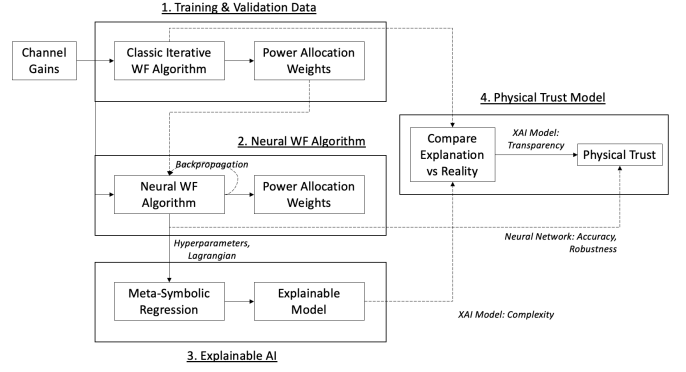 1. Training & Validation Data
Channel
Gains
Classic Iterative
WF Algorithm
Power Allocation
Weights
4. Physical Trust Model
Compare
Explanation
vs Reality
XAI Model:
Transparency
Physical Trust
2. Neural WF Algorithm
Backpropagation
Neural WF
Algorithm
Power Allocation
Weights
Hyperparameters,
Lagrangian
Neural Network: Accuracy,
Robustness
Meta-Symbolic
Regression
Explainable
Model
XAI Model: Complexity
3. Explainable AI